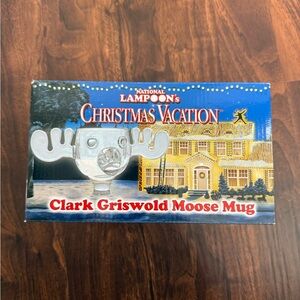 NATIONAL
LAMPOON's
CHRISTMAS VACATION
Clark Griswold Moose Mug